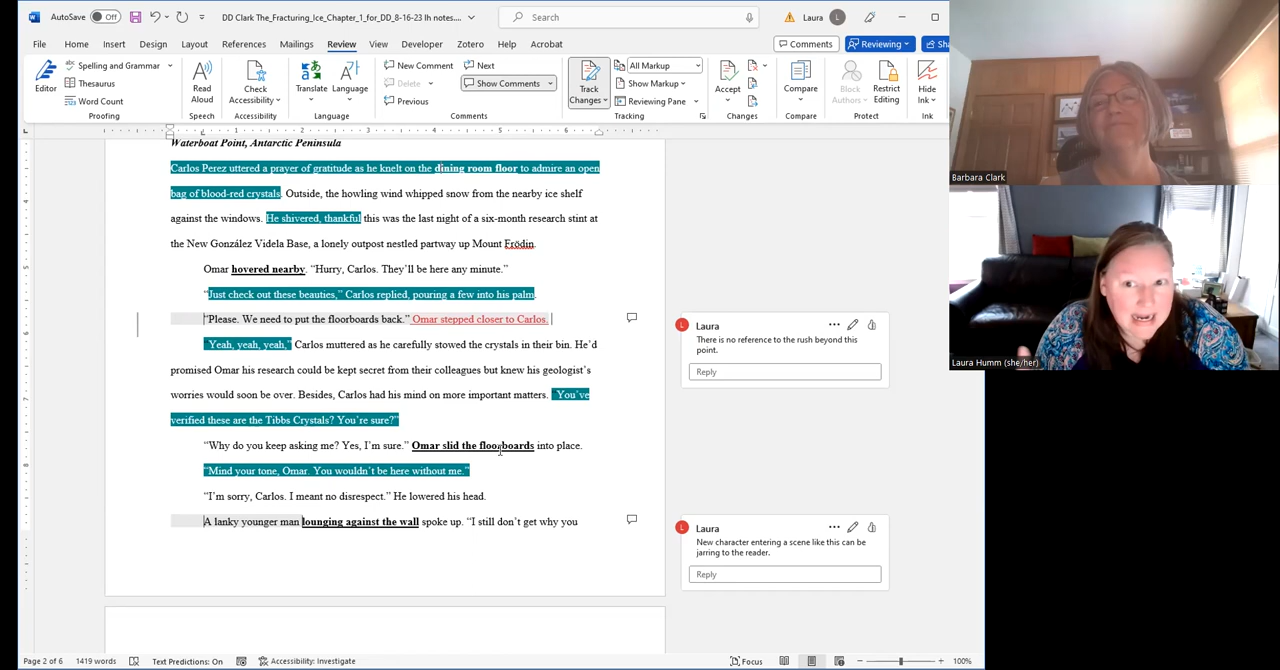 AutoSave Off DD Clark The_Fracturing_Ice_Chapter_1_for_DD_8-16-23 lh notes.... Search Laura L
File Home Insert Design Layout References Mailings Review View Developer Zotero Help Acrobat Comments Reviewing Sha
Spelling and Grammar
Thesaurus
Word Count
Editor
Proofing
Read Aloud
Speech
Check Accessibility
Accessibility
Translate Language
Language
New Comment
Delete
Previous
Next
Show Comments
Comments
Track Changes
All Markup
Show Markup
Reviewing Pane
Tracking
Accept
Changes
Compare
Compare
Block Authors Restrict Editing
Protect
Hide Ink
Ink
Waterboat Point, Antarctic Peninsula
Carlos Perez uttered a prayer of gratitude as he knelt on the dining room floor to admire an open
bag of blood-red crystals. Outside, the howling wind whipped snow from the nearby ice shelf
against the windows. He shivered, thankful this was the last night of a six-month research stint at
the New González Videla Base, a lonely outpost nestled partway up Mount Frödin.
Omar hovered nearby. “Hurry, Carlos. They’ll be here any minute.”
“Just check out these beauties,” Carlos replied, pouring a few into his palm.
“Please. We need to put the floorboards back.” Omar stepped closer to Carlos.
“Yeah, yeah, yeah,” Carlos muttered as he carefully stowed the crystals in their bin. He’d
promised Omar his research could be kept secret from their colleagues but knew his geologist’s
worries would soon be over. Besides, Carlos had his mind on more important matters. “You’ve
verified these are the Tibbs Crystals? You’re sure?”
“Why do you keep asking me? Yes, I’m sure.” Omar slid the floorboards into place.
“Mind your tone, Omar. You wouldn’t be here without me.”
“I’m sorry, Carlos. I meant no disrespect.” He lowered his head.
A lanky younger man lounging against the wall spoke up. “I still don’t get why you
L Laura
There is no reference to the rush beyond this
point.
Reply
L Laura
New character entering a scene like this can be
jarring to the reader.
Reply
Barbara Clark
Laura Humm (she/her)
Page 2 of 6 1419 words Text Predictions: On Accessibility: Investigate Focus 100%